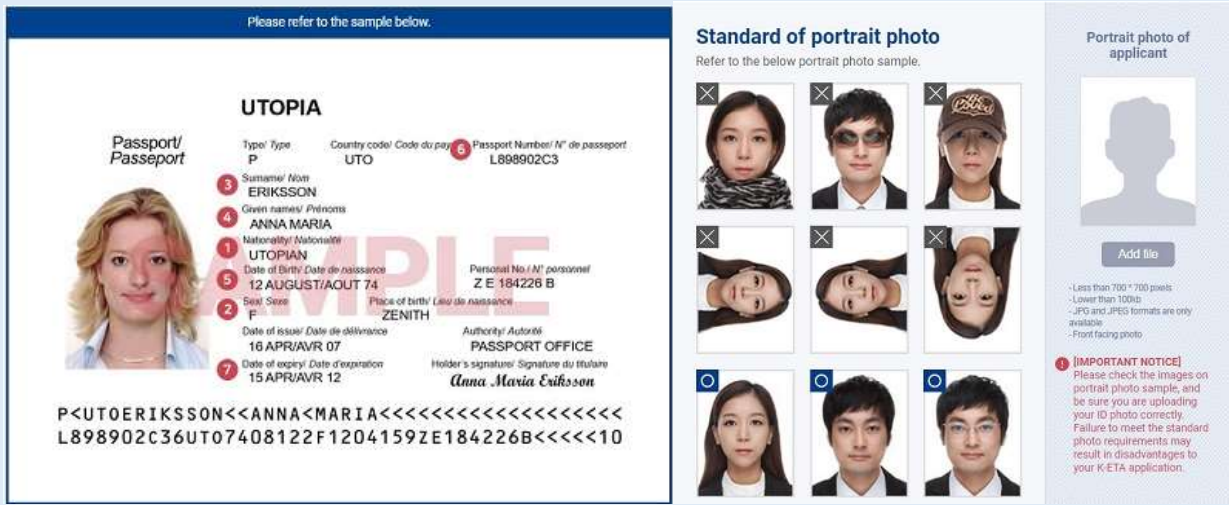 Please refer to the sample below.
UTOPIA
Passport/
Passeport
Type/ Type
Country code/ Code du pay
6 Passport Number/ N° de passeport
P
UTO
L898902C3
3 Surname/ Nom
ERIKSSON
4 Given names/ Prénoms
ANNA MARIA
1 Nationality/ Nationalité
UTOPIAN
5 Date of Birth/ Date de naissance
Personal No / N° personnel
12 AUGUST/AOUT 74
Z E 184226 B
2 Sex/ Sexe
Place of birth/ Lieu de naissance
F
ZENITH
Date of issue/ Date de délivrance
Authority/ Autorité
16 APR/AVR 07
PASSPORT OFFICE
7 Date of expiry/ Date d'expiration
Holder's signature/ Signature du titulaire
15 APR/AVR 12
Anna Maria Eriksson
AMPLE
P<UTOERIKSSON<<ANNA<MARIA<<<<<<<<<<<<<<<<<<<
L898902C36UTO7408122F1204159ZE184226B<<<<<10
Standard of portrait photo
Refer to the below portrait photo sample.
Portrait photo of
applicant
Add file
- Less than 700 * 700 pixels
- Lower than 100kb
- JPG and JPEG formats are only
available
- Front facing photo
! [IMPORTANT NOTICE]
Please check the images on
portrait photo sample, and
be sure you are uploading
your ID photo correctly.
Failure to meet the standard
photo requirements may
result in disadvantages to
your K-ETA application.